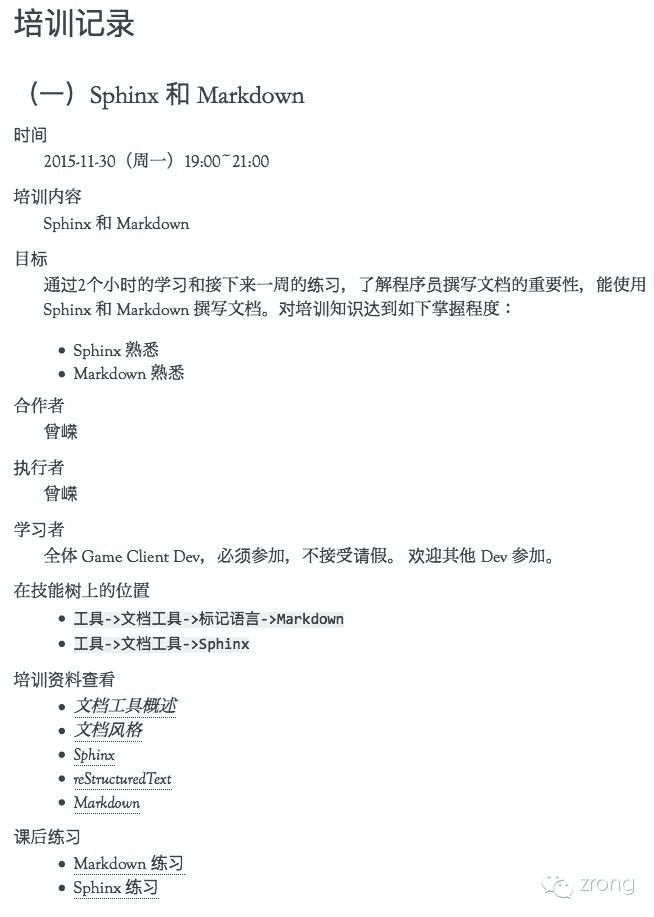 培训记录
（一）Sphinx 和 Markdown
时间
2015-11-30（周一）19:00~21:00
培训内容
Sphinx 和 Markdown
目标
通过2个小时的学习和接下来一周的练习，了解程序员撰写文档的重要性，能使用
Sphinx 和 Markdown 撰写文档。对培训知识达到如下掌握程度：
• Sphinx 熟悉
• Markdown 熟悉
合作者
曾嵘
执行者
曾嵘
学习者
全体 Game Client Dev，必须参加，不接受请假。 欢迎其他 Dev 参加。
在技能树上的位置
• 工具->文档工具->标记语言->Markdown
• 工具->文档工具->Sphinx
培训资料查看
• 文档工具概述
• 文档风格
• Sphinx
• reStructuredText
• Markdown
课后练习
• Markdown 练习
• Sphinx 练习
zrong